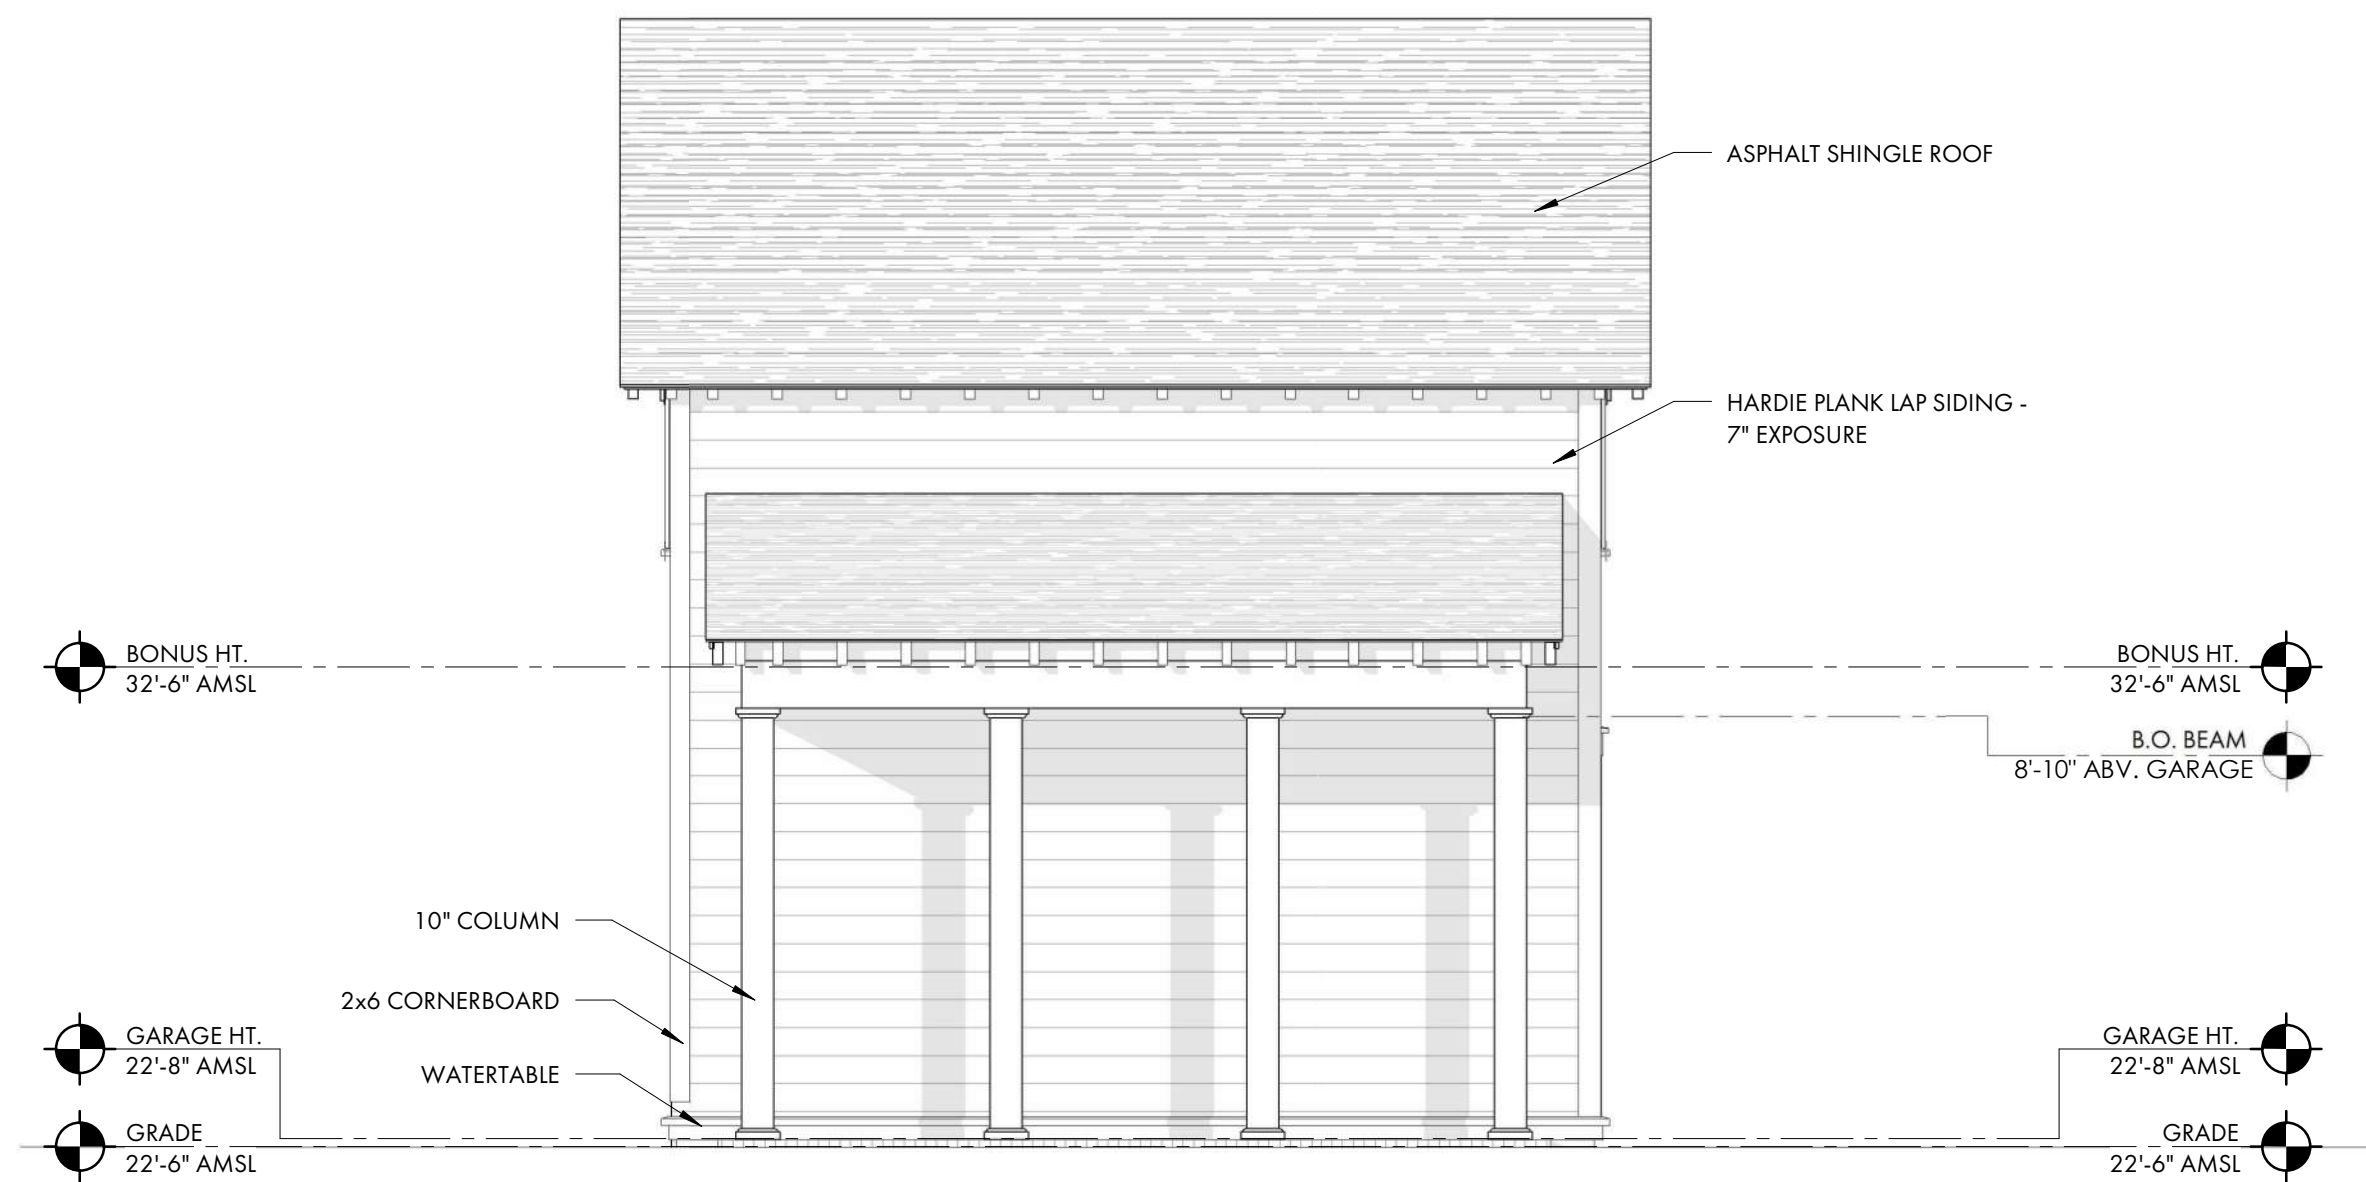 ASPHALT SHINGLE ROOF
HARDIE PLANK LAP SIDING -
7" EXPOSURE
BONUS HT.
32'-6" AMSL
BONUS HT.
32'-6" AMSL
B.O. BEAM
8'-10" ABV. GARAGE
10" COLUMN
2x6 CORNERBOARD
GARAGE HT.
22'-8" AMSL
GARAGE HT.
22'-8" AMSL
WATERTABLE
GRADE
22'-6" AMSL
GRADE
22'-6" AMSL